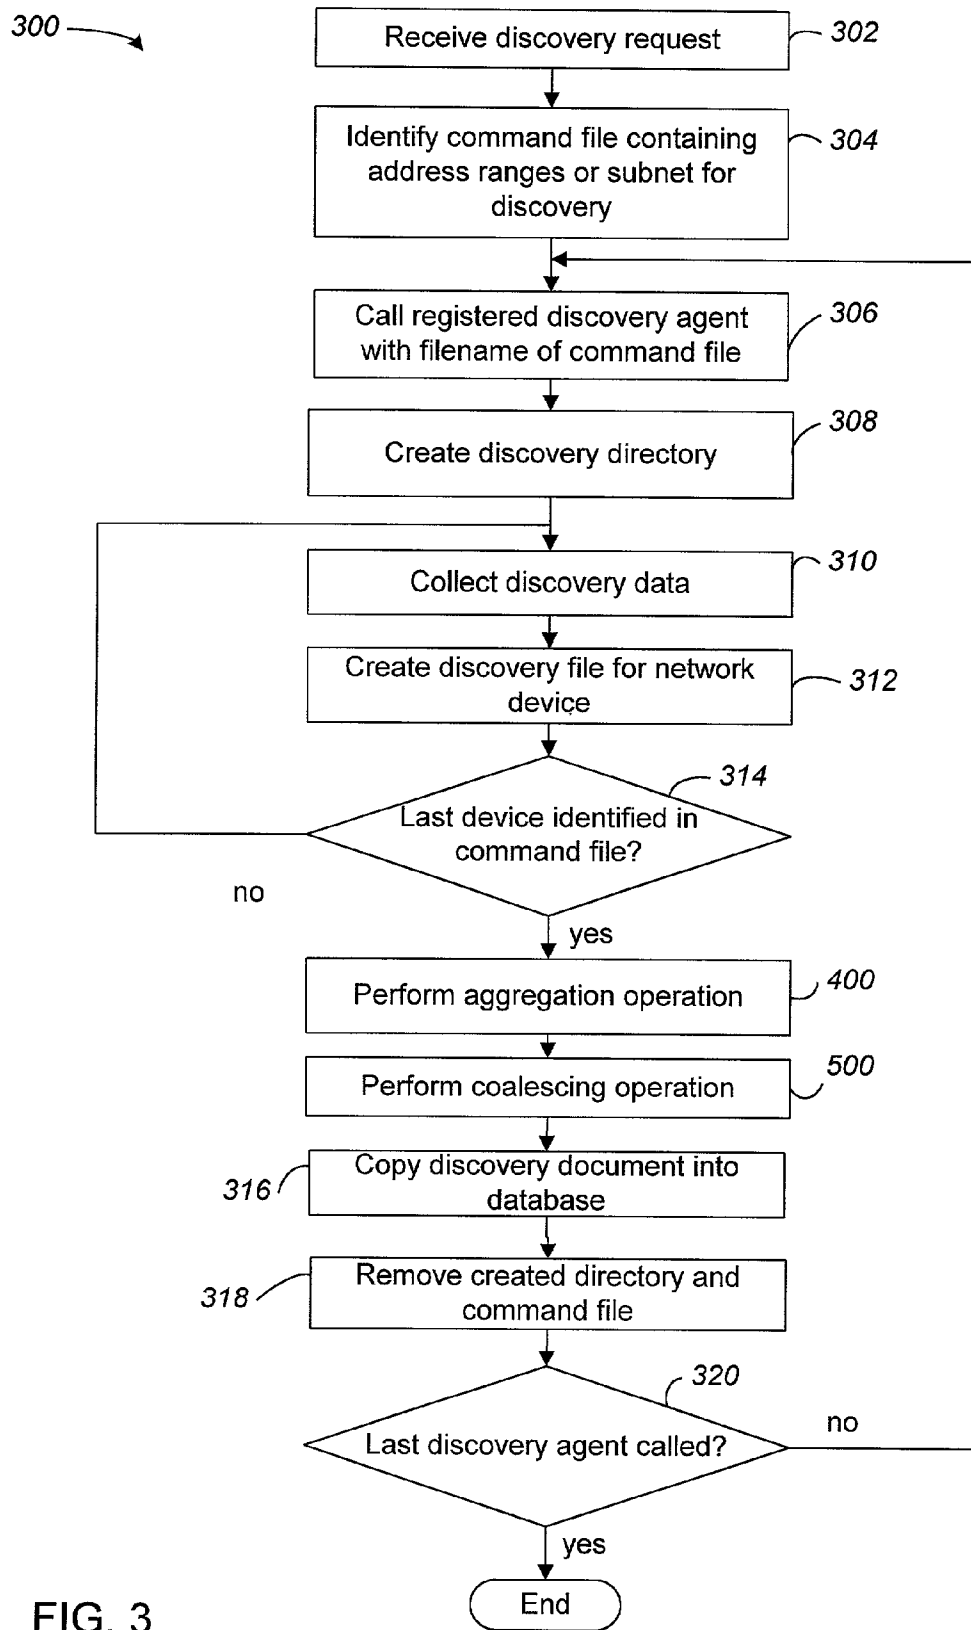 300
Receive discovery request
302
Identify command file containing
address ranges or subnet for
discovery
304
Call registered discovery agent
with filename of command file
306
Create discovery directory
308
Collect discovery data
310
Create discovery file for network
device
312
Last device identified in
command file?
314
no
yes
Perform aggregation operation
400
Perform coalescing operation
500
Copy discovery document into
database
316
Remove created directory and
command file
318
Last discovery agent called?
320
no
yes
End
FIG. 3